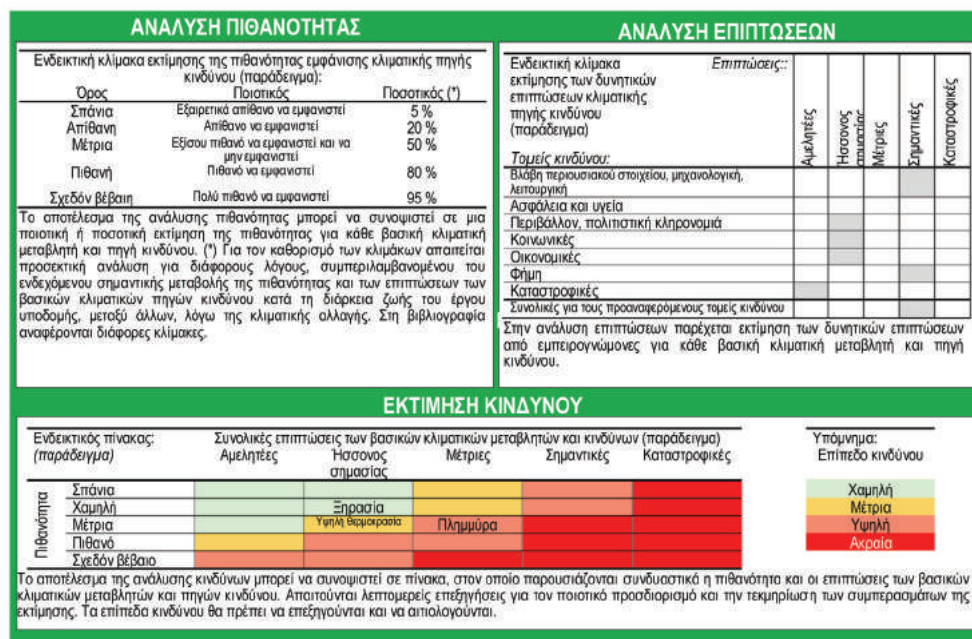 ΑΝΑΛΥΣΗ ΠΙΘΑΝΟΤΗΤΑΣ
Ενδεικτική κλίμακα εκτίμησης της πιθανότητας εμφάνισης κλιματικής πηγής
κινδύνου (παράδειγμα):
Όρος Ποιοτικός Ποσοτικός (*)
Σπάνια Εξαιρετικά απίθανο να εμφανιστεί 5 %
Απίθανη Απίθανο να εμφανιστεί 20 %
Μέτρια Εξίσου πιθανό να εμφανιστεί και να 50 %
μην εμφανιστεί
Πιθανή Πιθανό να εμφανιστεί 80 %
Σχεδόν βέβαιη Πολύ πιθανό να εμφανιστεί 95 %
Το αποτέλεσμα της ανάλυσης πιθανότητας μπορεί να συνοψιστεί σε μια
ποιοτική ή ποσοτική εκτίμηση της πιθανότητας για κάθε βασική κλιματική
μεταβλητή και πηγή κινδύνου. (*) Για τον καθορισμό των κλιμάκων απαιτείται
προσεκτική ανάλυση για διάφορους λόγους, συμπεριλαμβανομένου του
ενδεχόμενου σημαντικής μεταβολής της πιθανότητας και των επιπτώσεων των
βασικών κλιματικών πηγών κινδύνου κατά τη διάρκεια ζωής του έργου
υποδομής, μεταξύ άλλων, λόγω της κλιματικής αλλαγής. Στη βιβλιογραφία
αναφέρονται διάφορες κλίμακες.
ΑΝΑΛΥΣΗ ΕΠΙΠΤΩΣΕΩΝ
Ενδεικτική κλίμακα Επιπτώσεις::
εκτίμησης των δυνητικών
επιπτώσεων κλιματικής
πηγής κινδύνου
(παράδειγμα)
Αμελητέες
Ήσσονος
σημασίας
Μέτριες
Σημαντικές
Καταστροφικές
Τομείς κινδύνου:
Βλάβη περιουσιακού στοιχείου, μηχανολογική,
λειτουργική
Ασφάλεια και υγεία
Περιβάλλον, πολιτιστική κληρονομιά
Κοινωνικές
Οικονομικές
Φήμη
Καταστροφικές
Συνολικές για τους προαναφερόμενους τομείς κινδύνου
Στην ανάλυση επιπτώσεων παρέχεται εκτίμηση των δυνητικών επιπτώσεων
από εμπειρογνώμονες για κάθε βασική κλιματική μεταβλητή και πηγή
κινδύνου.
ΕΚΤΙΜΗΣΗ ΚΙΝΔΥΝΟΥ
Ενδεικτικός πίνακας: Συνολικές επιπτώσεις των βασικών κλιματικών μεταβλητών και κινδύνων (παράδειγμα)
(παράδειγμα) Αμελητέες Ήσσονος Μέτριες Σημαντικές Καταστροφικές
σημασίας
Πιθανότητα
Σπάνια
Χαμηλή Ξηρασία
Μέτρια Υψηλή θερμοκρασία Πλημμύρα
Πιθανό
Σχεδόν βέβαιο
Υπόμνημα:
Επίπεδο κινδύνου
Χαμηλή
Μέτρια
Υψηλή
Ακραία
Το αποτέλεσμα της ανάλυσης κινδύνων μπορεί να συνοψιστεί σε πίνακα, στον οποίο παρουσιάζονται συνδυαστικά η πιθανότητα και οι επιπτώσεις των βασικών
κλιματικών μεταβλητών και πηγών κινδύνου. Απαιτούνται λεπτομερείς επεξηγήσεις για τον ποιοτικό προσδιορισμό και την τεκμηρίωση των συμπερασμάτων της
εκτίμησης. Τα επίπεδα κινδύνου θα πρέπει να επεξηγούνται και να αιτιολογούνται.